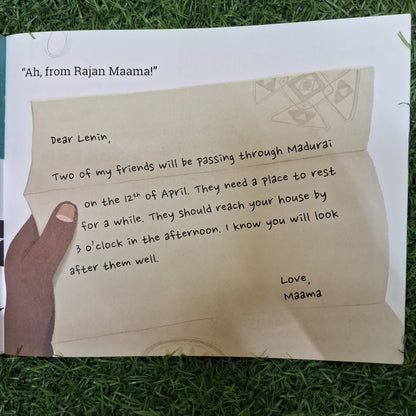 “Ah, from Rajan Maama!”
Dear Lenin,
Two of my friends will be passing through Madurai
on the 12th of April. They need a place to rest
for a while. They should reach your house by
3 o'clock in the afternoon. I know you will look
after them well.
Love,
Maama